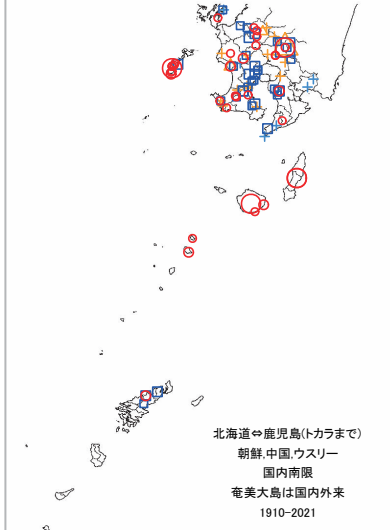 北海道⇔鹿児島(トカラまで)
朝鮮.中国.ウスリー
国内南限
奄美大島は国内外来
1910-2021